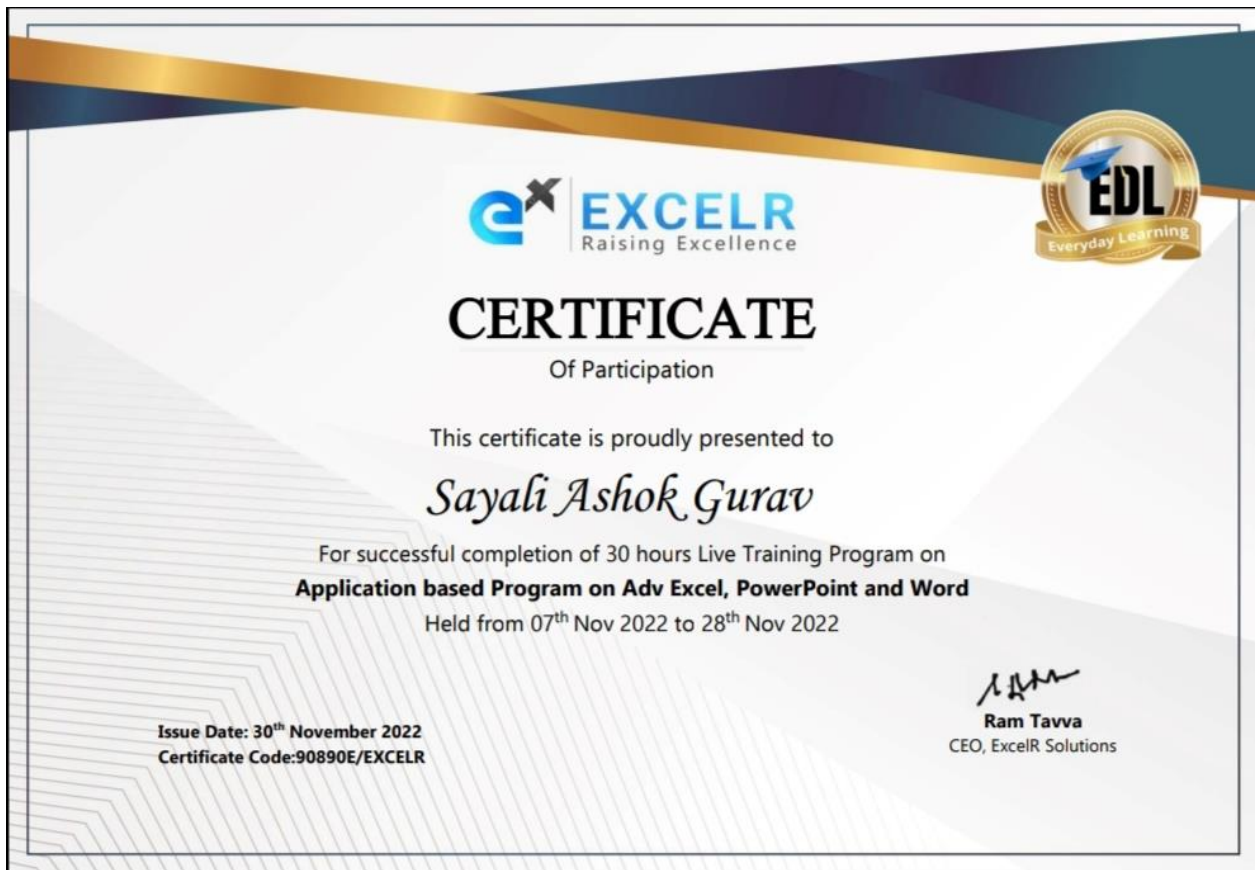 ex EXCELR
Raising Excellence
EDL
Everyday Learning
CERTIFICATE
Of Participation
This certificate is proudly presented to
Sayali Ashok Gurav
For successful completion of 30 hours Live Training Program on
Application based Program on Adv Excel, PowerPoint and Word
Held from 07th Nov 2022 to 28th Nov 2022
Issue Date: 30th November 2022
Certificate Code:90890E/EXCELR
Ram Tavva
CEO, ExcelR Solutions